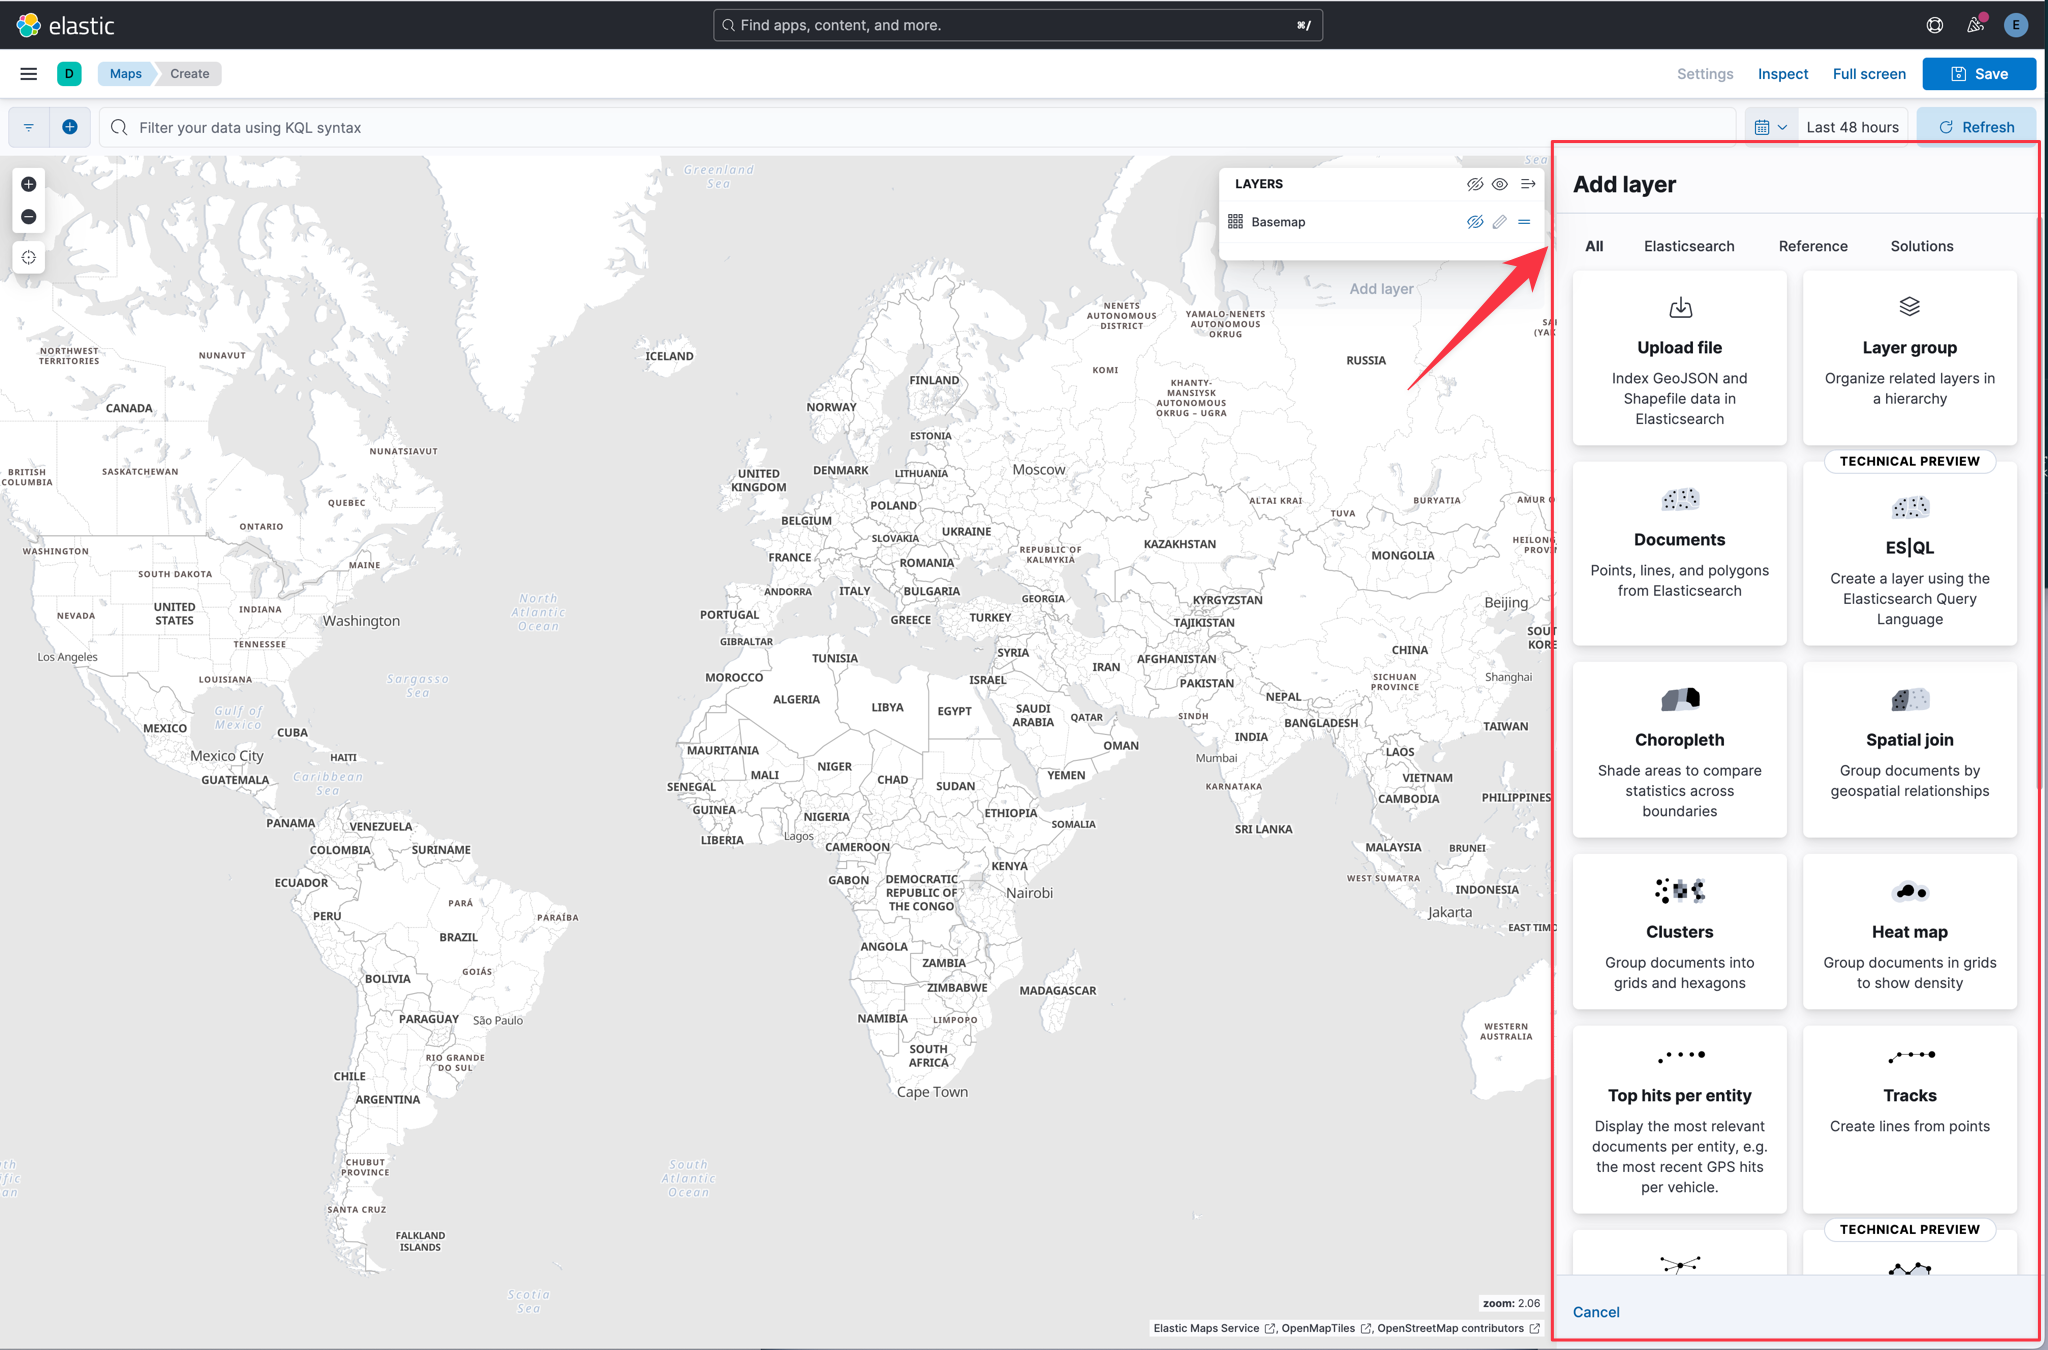 elastic
Find apps, content, and more.
⌘/
E
D
Maps
Create
Settings
Inspect
Full screen
Save
Filter your data using KQL syntax
Last 48 hours
Refresh
LAYERS
Basemap
Add layer
Add layer
All
Elasticsearch
Reference
Solutions
Upload file
Index GeoJSON and
Shapefile data in
Elasticsearch
Layer group
Organize related layers in
a hierarchy
Documents
Points, lines, and polygons
from Elasticsearch
TECHNICAL PREVIEW
ES|QL
Create a layer using the
Elasticsearch Query
Language
Choropleth
Shade areas to compare
statistics across
boundaries
Spatial join
Group documents by
geospatial relationships
Clusters
Group documents into
grids and hexagons
Heat map
Group documents in grids
to show density
Top hits per entity
Display the most relevant
documents per entity, e.g.
the most recent GPS hits
per vehicle.
Tracks
Create lines from points
TECHNICAL PREVIEW
Cancel
Greenland
Sea
Sea
NENETS
AUTONOMOUS
DISTRICT
YAMALO-NENETS
AUTONOMOUS
OKRUG
NORTHWEST
TERRITORIES
NUNAVUT
ICELAND
RUSSIA
KOMI
FINLAND
KHANTY-
MANSIYSK
AUTONOMOUS
OKRUG – UGRA
CANADA
NORWAY
ESTONIA
NUNATSIAVUT
BRITISH
COLUMBIA
SASKATCHEWAN
UNITED
KINGDOM
DENMARK
LITHUANIA
Moscow
QUEBEC
ALTAI KRAI
BURYATIA
AMUR O
TUVA
POLAND
ONTARIO
BELGIUM
UKRAINE
SLOVAKIA
WASHINGTON
KAZAKHSTAN
HEILONG
PROVIN
FRANCE
REPUBLIC OF
KALMYKIA
MONGOLIA
MAINE
ROMANIA
SOUTH DAKOTA
ANDORRA
ITALY
BULGARIA
GEORGIA
KYRGYZSTAN
Beijing
North
Atlantic
Ocean
UNITED
STATES
INDIANA
NEVADA
Washington
PORTUGAL
GREECE
TURKEY
TAJIKISTAN
SOUT
KORE
GIBRALTAR
TENNESSEE
Los Angeles
TUNISIA
SYRIA
AFGHANISTAN
CHINA
IRAN
LOUISIANA
Sargasso
Sea
MOROCCO
ISRAEL
PAKISTAN
SICHUAN
PROVINCE
Shanghai
ALGERIA
LIBYA
EGYPT
SAUDI
ARABIA
QATAR
NEPAL
SINDH
BANGLADESH
TAIWAN
Gulf of
Mexico
MEXICO
CUBA
Mexico City
HAITI
MAURITANIA
OMAN
INDIA
Mumbai
LAOS
GUATEMALA
Caribbean
Sea
NIGER
MALI
CHAD
SUDAN
YEMEN
VIETNAM
SENEGAL
KARNATAKA
CAMBODIA
PHILIPPINES
GUINEA
NIGERIA
ETHIOPIA
SOMALIA
PANAMA
VENEZUELA
SRI LANKA
LIBERIA
Lagos
COLOMBIA
SURINAME
CAMEROON
MALAYSIA
BRUNEI
KENYA
ECUADOR
GABON
DEMOCRATIC
REPUBLIC OF
THE CONGO
Nairobi
WEST SUMATRA
INDONESIA
PERU
PARÁ
PARAÍBA
Jakarta
EAST TIMO
BRAZIL
ANGOLA
ZAMBIA
GOIÁS
BOLIVIA
ZIMBABWE
MADAGASCAR
PARAGUAY
São Paulo
NAMIBIA
LIMPOPO
WESTERN
AUSTRALIA
RIO GRANDE
DO SUL
SOUTH
AFRICA
CHILE
Cape Town
ARGENTINA
CHUBUT
PROVINCE
South
Atlantic
Ocean
SANTA CRUZ
FALKLAND
ISLANDS
Scotia
Sea
zoom: 2.06
Elastic Maps Service , OpenMapTiles , OpenStreetMap contributors